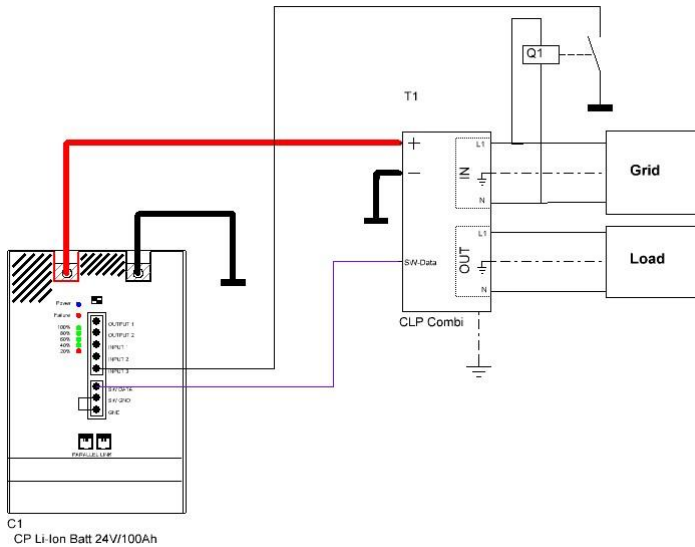 Q1
T1
+
L1
IN
Grid
−
N
L1
SW-Data
OUT
Load
N
CLP Combi
Power
Failure
100%
80%
60%
40%
20%
OUTPUT 1
OUTPUT 2
INPUT 1
INPUT 2
INPUT 3
SW DATA
SW GND
PARALLEL LINE
C1
CP Li-Ion Batt 24V/100Ah